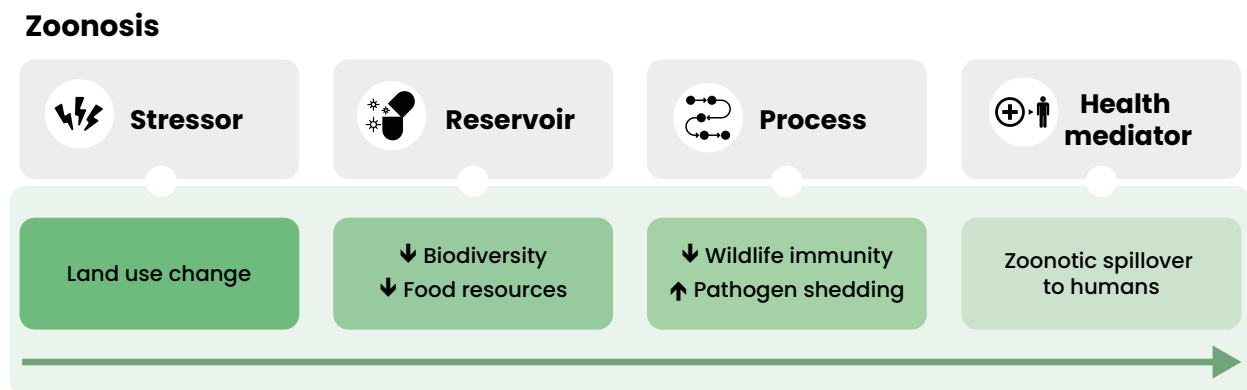 Zoonosis
Stressor
Reservoir
Process
Health
mediator
Land use change
↓ Biodiversity
↓ Food resources
↓ Wildlife immunity
↑ Pathogen shedding
Zoonotic spillover
to humans